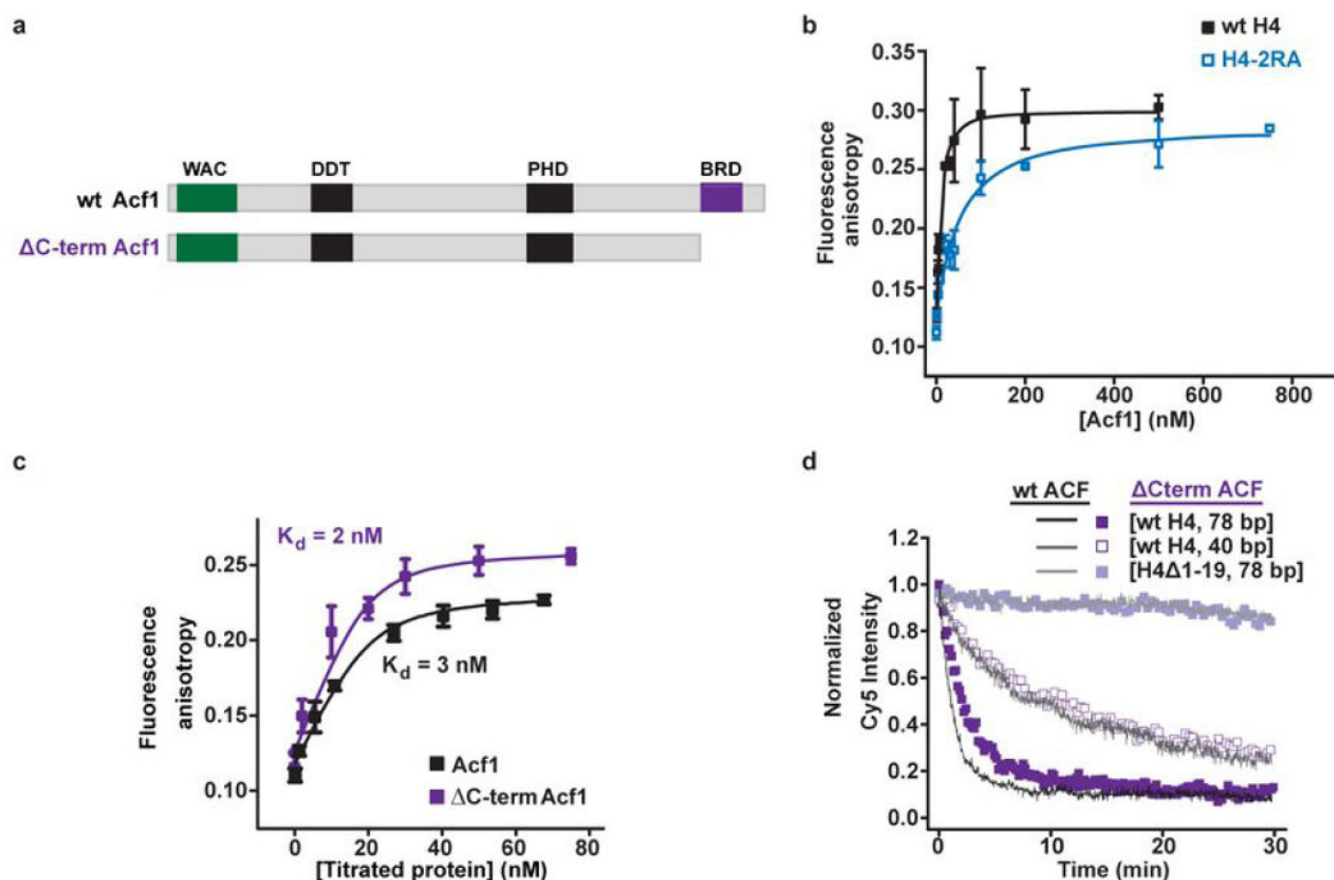 a
WAC DDT PHD BRD
wt Acf1
ΔC-term Acf1
b
wt H4
H4-2RA
Fluorescence
anisotropy
0.35
0.30
0.25
0.20
0.15
0.10
0 200 400 600 800
[Acf1] (nM)
c
Fluorescence
anisotropy
0.25
0.20
0.15
0.10
Kd = 2 nM
Kd = 3 nM
Acf1
ΔC-term Acf1
0 20 40 60 80
[Titrated protein] (nM)
d
wt ACF ΔCterm ACF
[wt H4, 78 bp]
[wt H4, 40 bp]
[H4Δ1-19, 78 bp]
Normalized
Cy5 Intensity
1.2
1.0
0.8
0.6
0.4
0.2
0.0
0 10 20 30
Time (min)